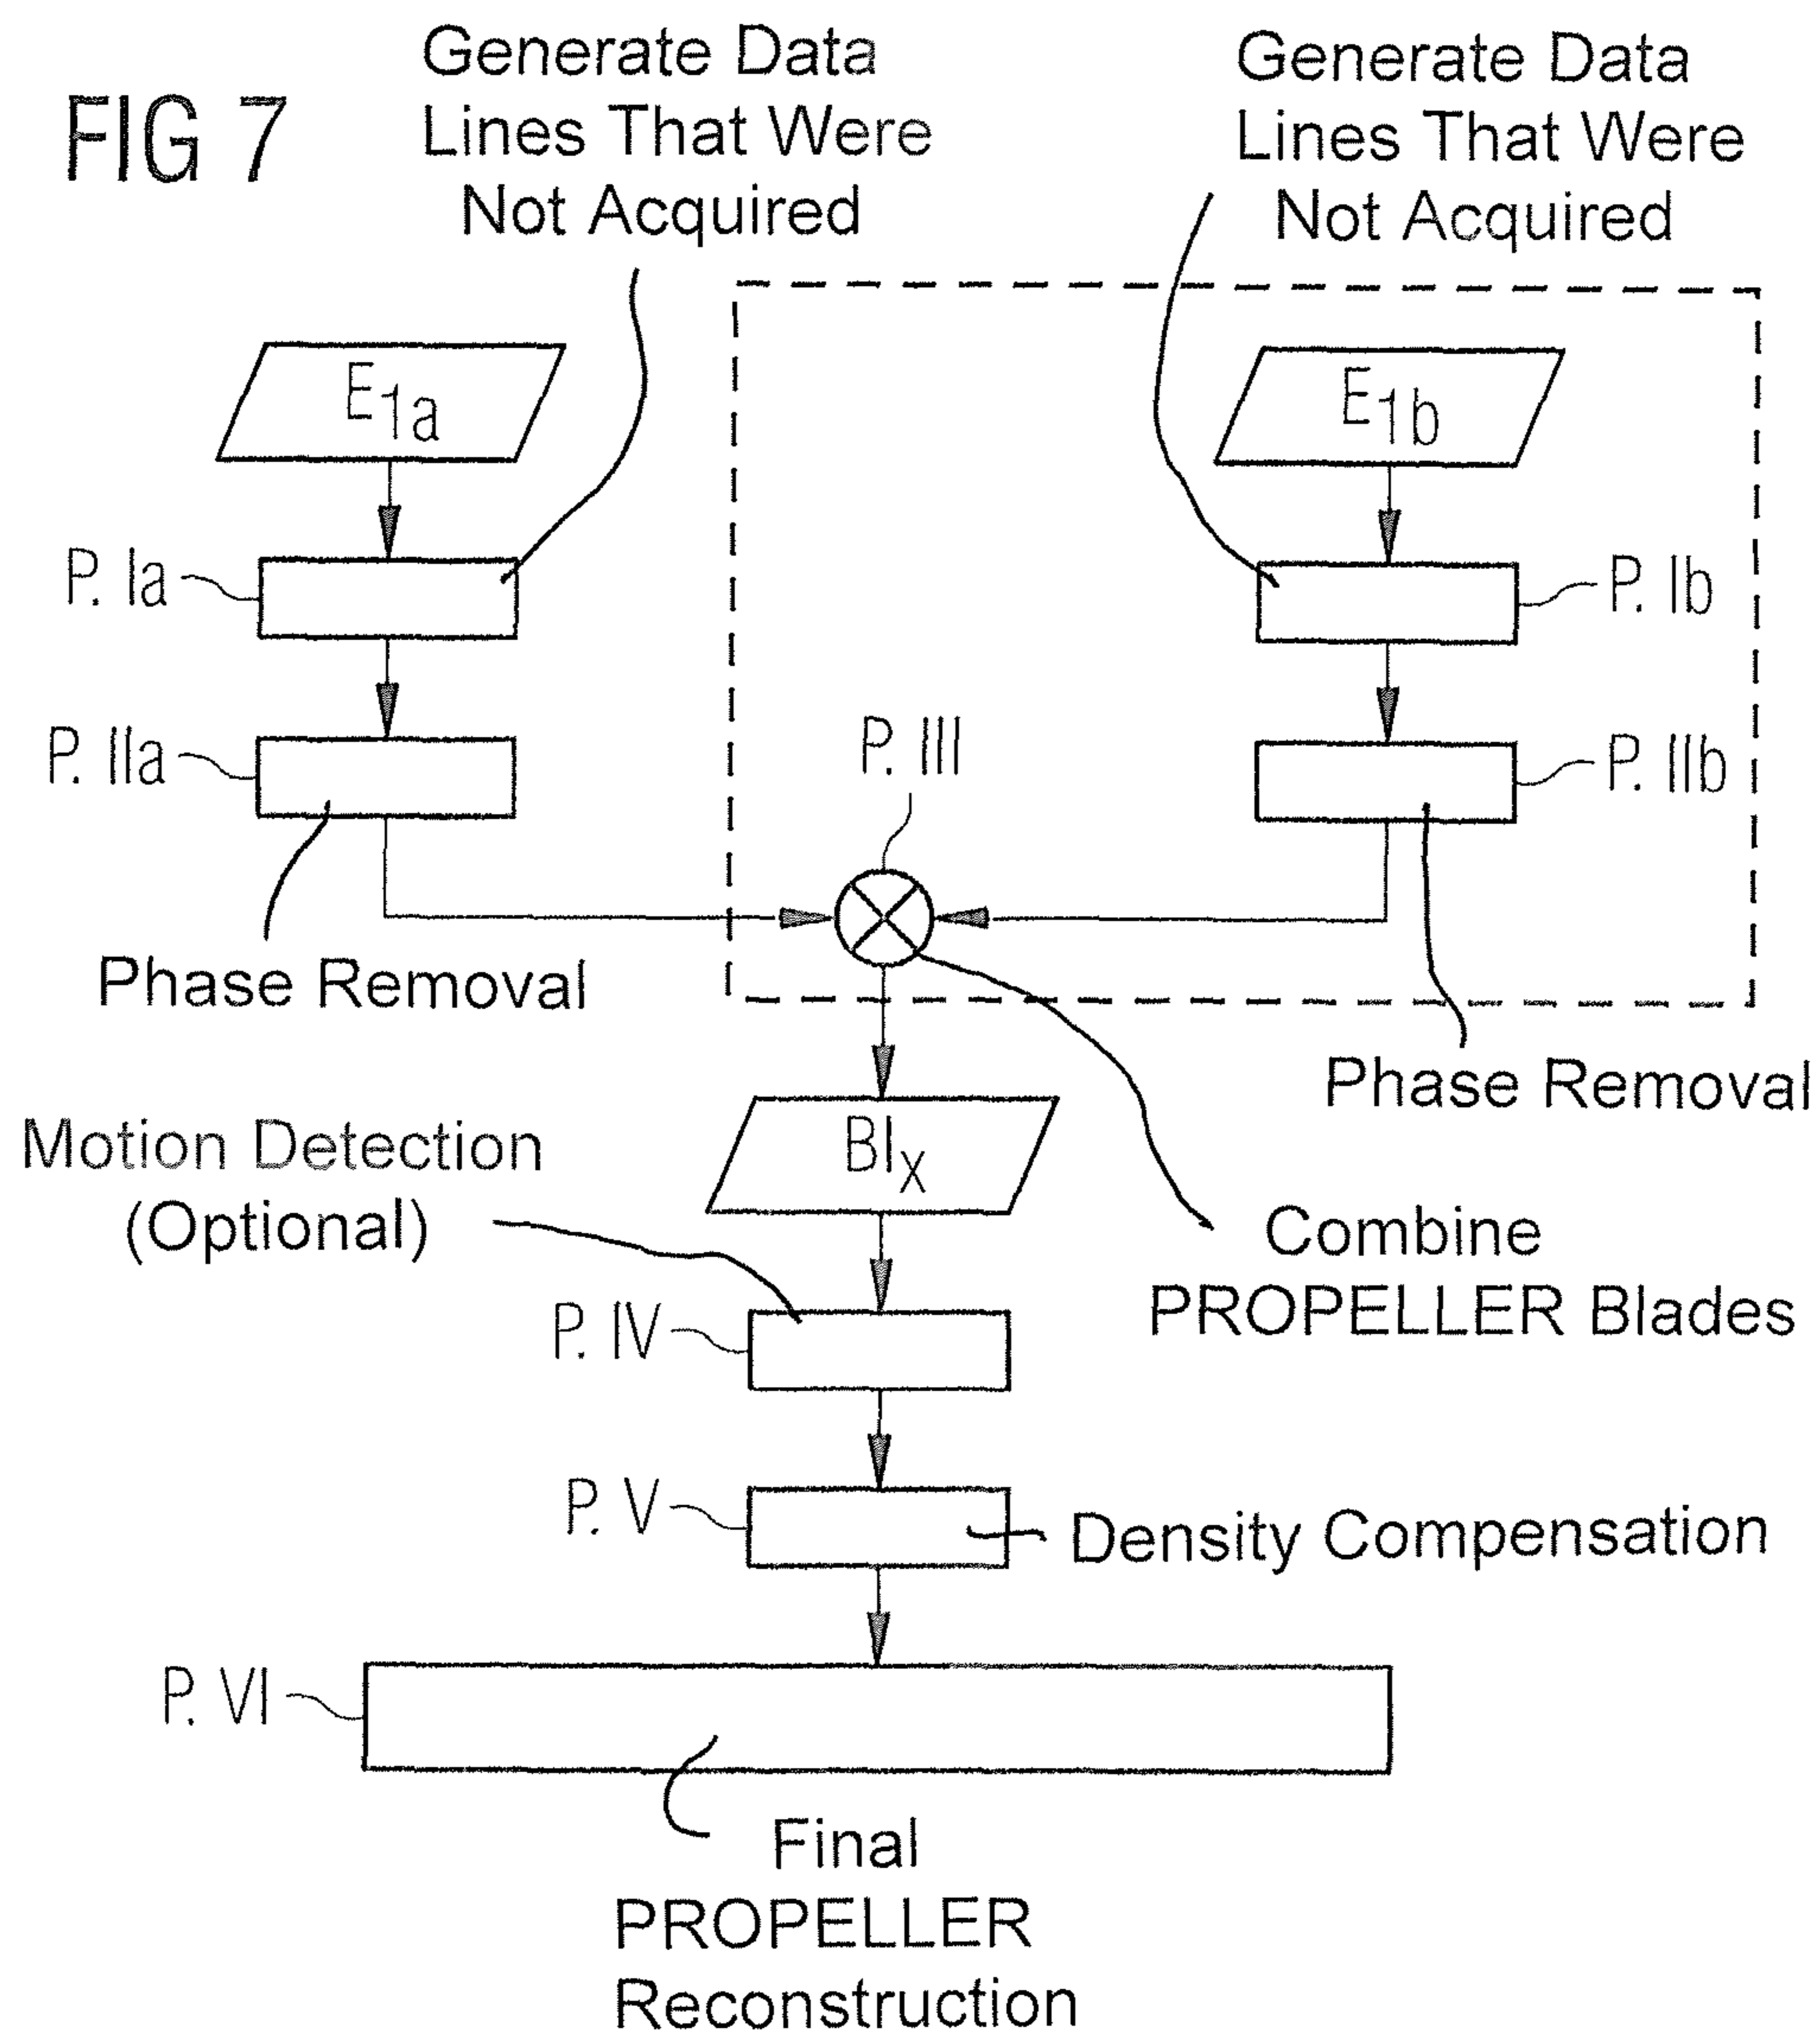 FIG 7
Generate Data
Lines That Were
Not Acquired
Generate Data
Lines That Were
Not Acquired
E1a
E1b
P. Ia
P. Ib
P. IIa
P. III
P. IIb
Phase Removal
Phase Removal
BIX
Motion Detection
(Optional)
Combine
PROPELLER Blades
P. IV
P. V
Density Compensation
P. VI
Final
PROPELLER
Reconstruction